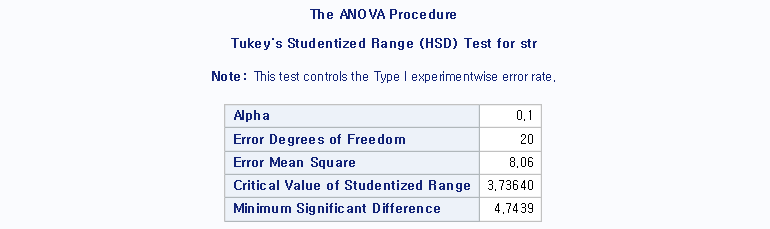 The ANOVA Procedure
Tukey's Studentized Range (HSD) Test for str
Note: This test controls the Type I experimentwise error rate.
Alpha 0.1
Error Degrees of Freedom 20
Error Mean Square 8.06
Critical Value of Studentized Range 3.73640
Minimum Significant Difference 4.7439